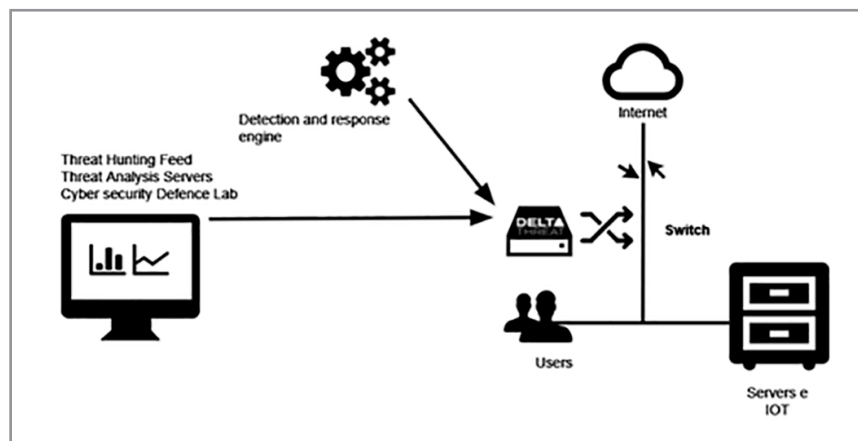 Detection and response
engine
Internet
Threat Hunting Feed
Threat Analysis Servers
Cyber security Defence Lab
DELTA
THREAT
Switch
Users
Servers e
IOT